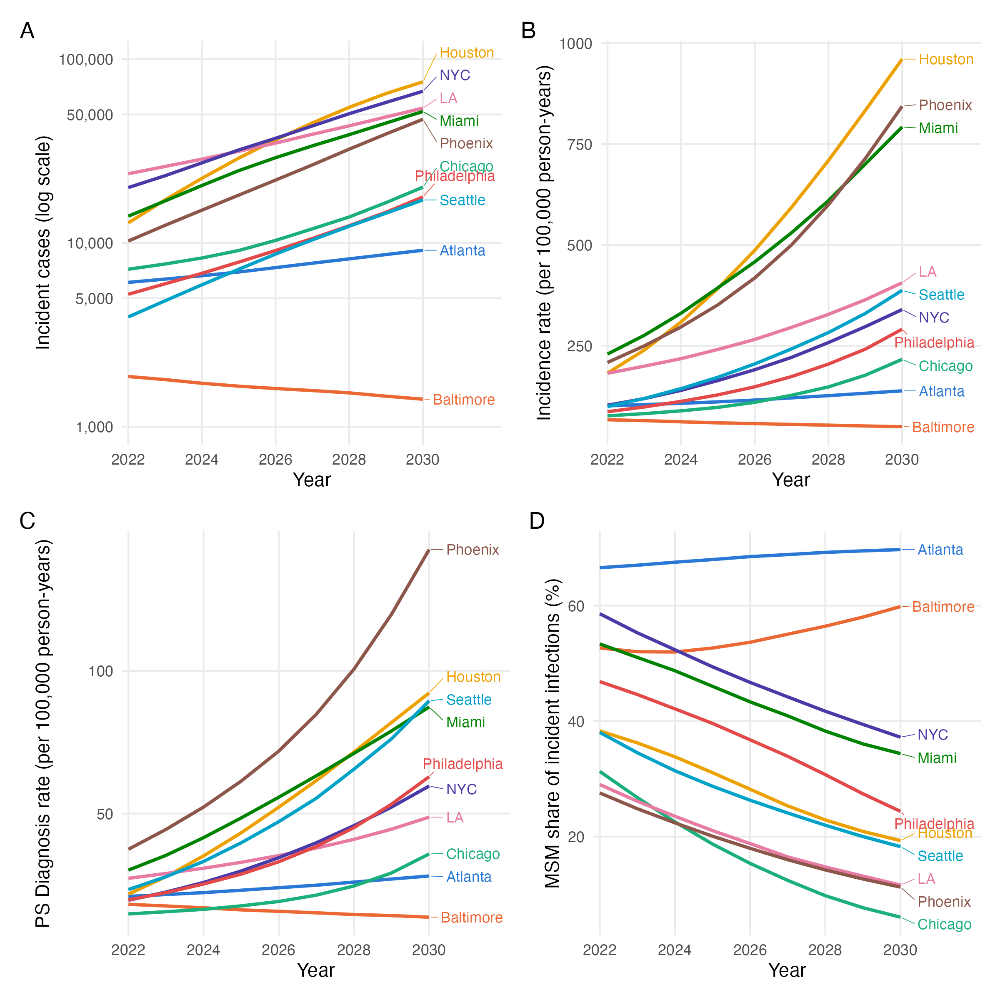 A
Incident cases (log scale)
100,000
50,000
10,000
5,000
1,000
Houston
NYC
LA
Miami
Phoenix
Chicago
Philadelphia
Seattle
Atlanta
Baltimore
2022 2024 2026 2028 2030
Year
B
Incidence rate (per 100,000 person-years)
1000
750
500
250
Houston
Phoenix
Miami
LA
Seattle
NYC
Philadelphia
Chicago
Atlanta
Baltimore
2022 2024 2026 2028 2030
Year
C
PS Diagnosis rate (per 100,000 person-years)
100
50
Phoenix
Houston
Seattle
Miami
Philadelphia
NYC
LA
Chicago
Atlanta
Baltimore
2022 2024 2026 2028 2030
Year
D
MSM share of incident infections (%)
60
40
20
Atlanta
Baltimore
NYC
Miami
Philadelphia
Houston
Seattle
LA
Phoenix
Chicago
2022 2024 2026 2028 2030
Year